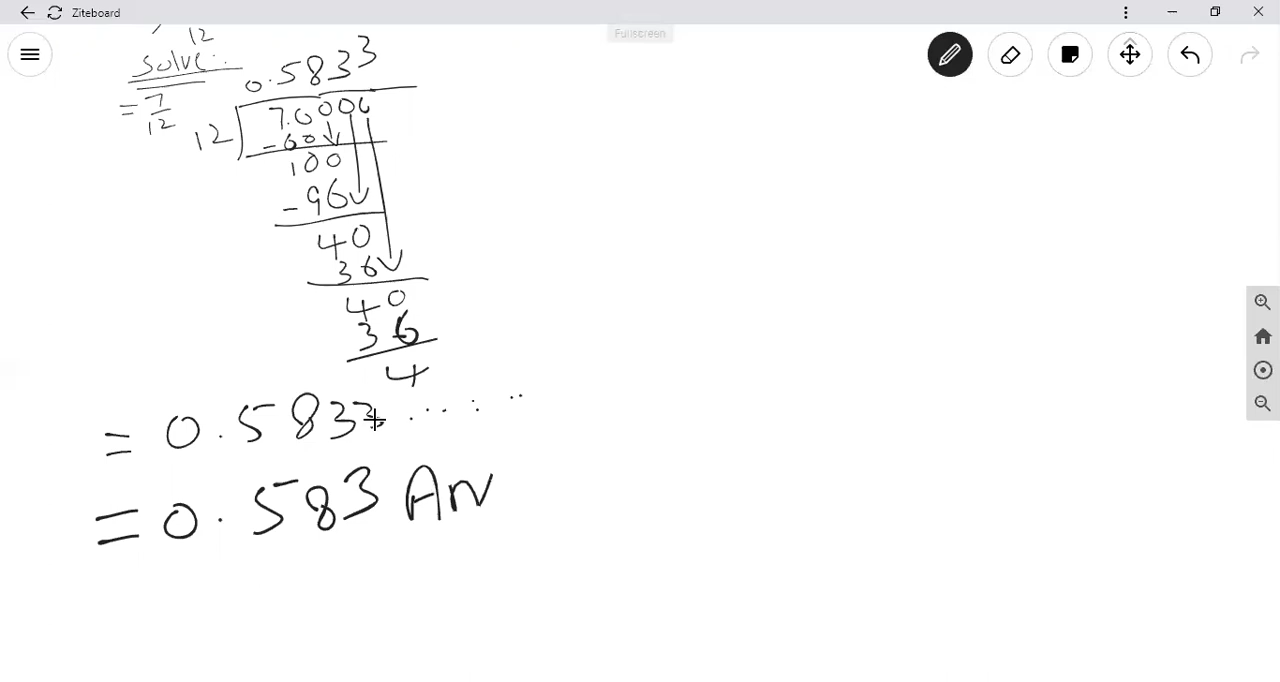 Ziteboard
Fullscreen
12
Solve:
= 7/12
0.5833
12 7.0000
- 60
100
- 96
40
36
40
36
4
= 0.5833 ........
= 0.583 An